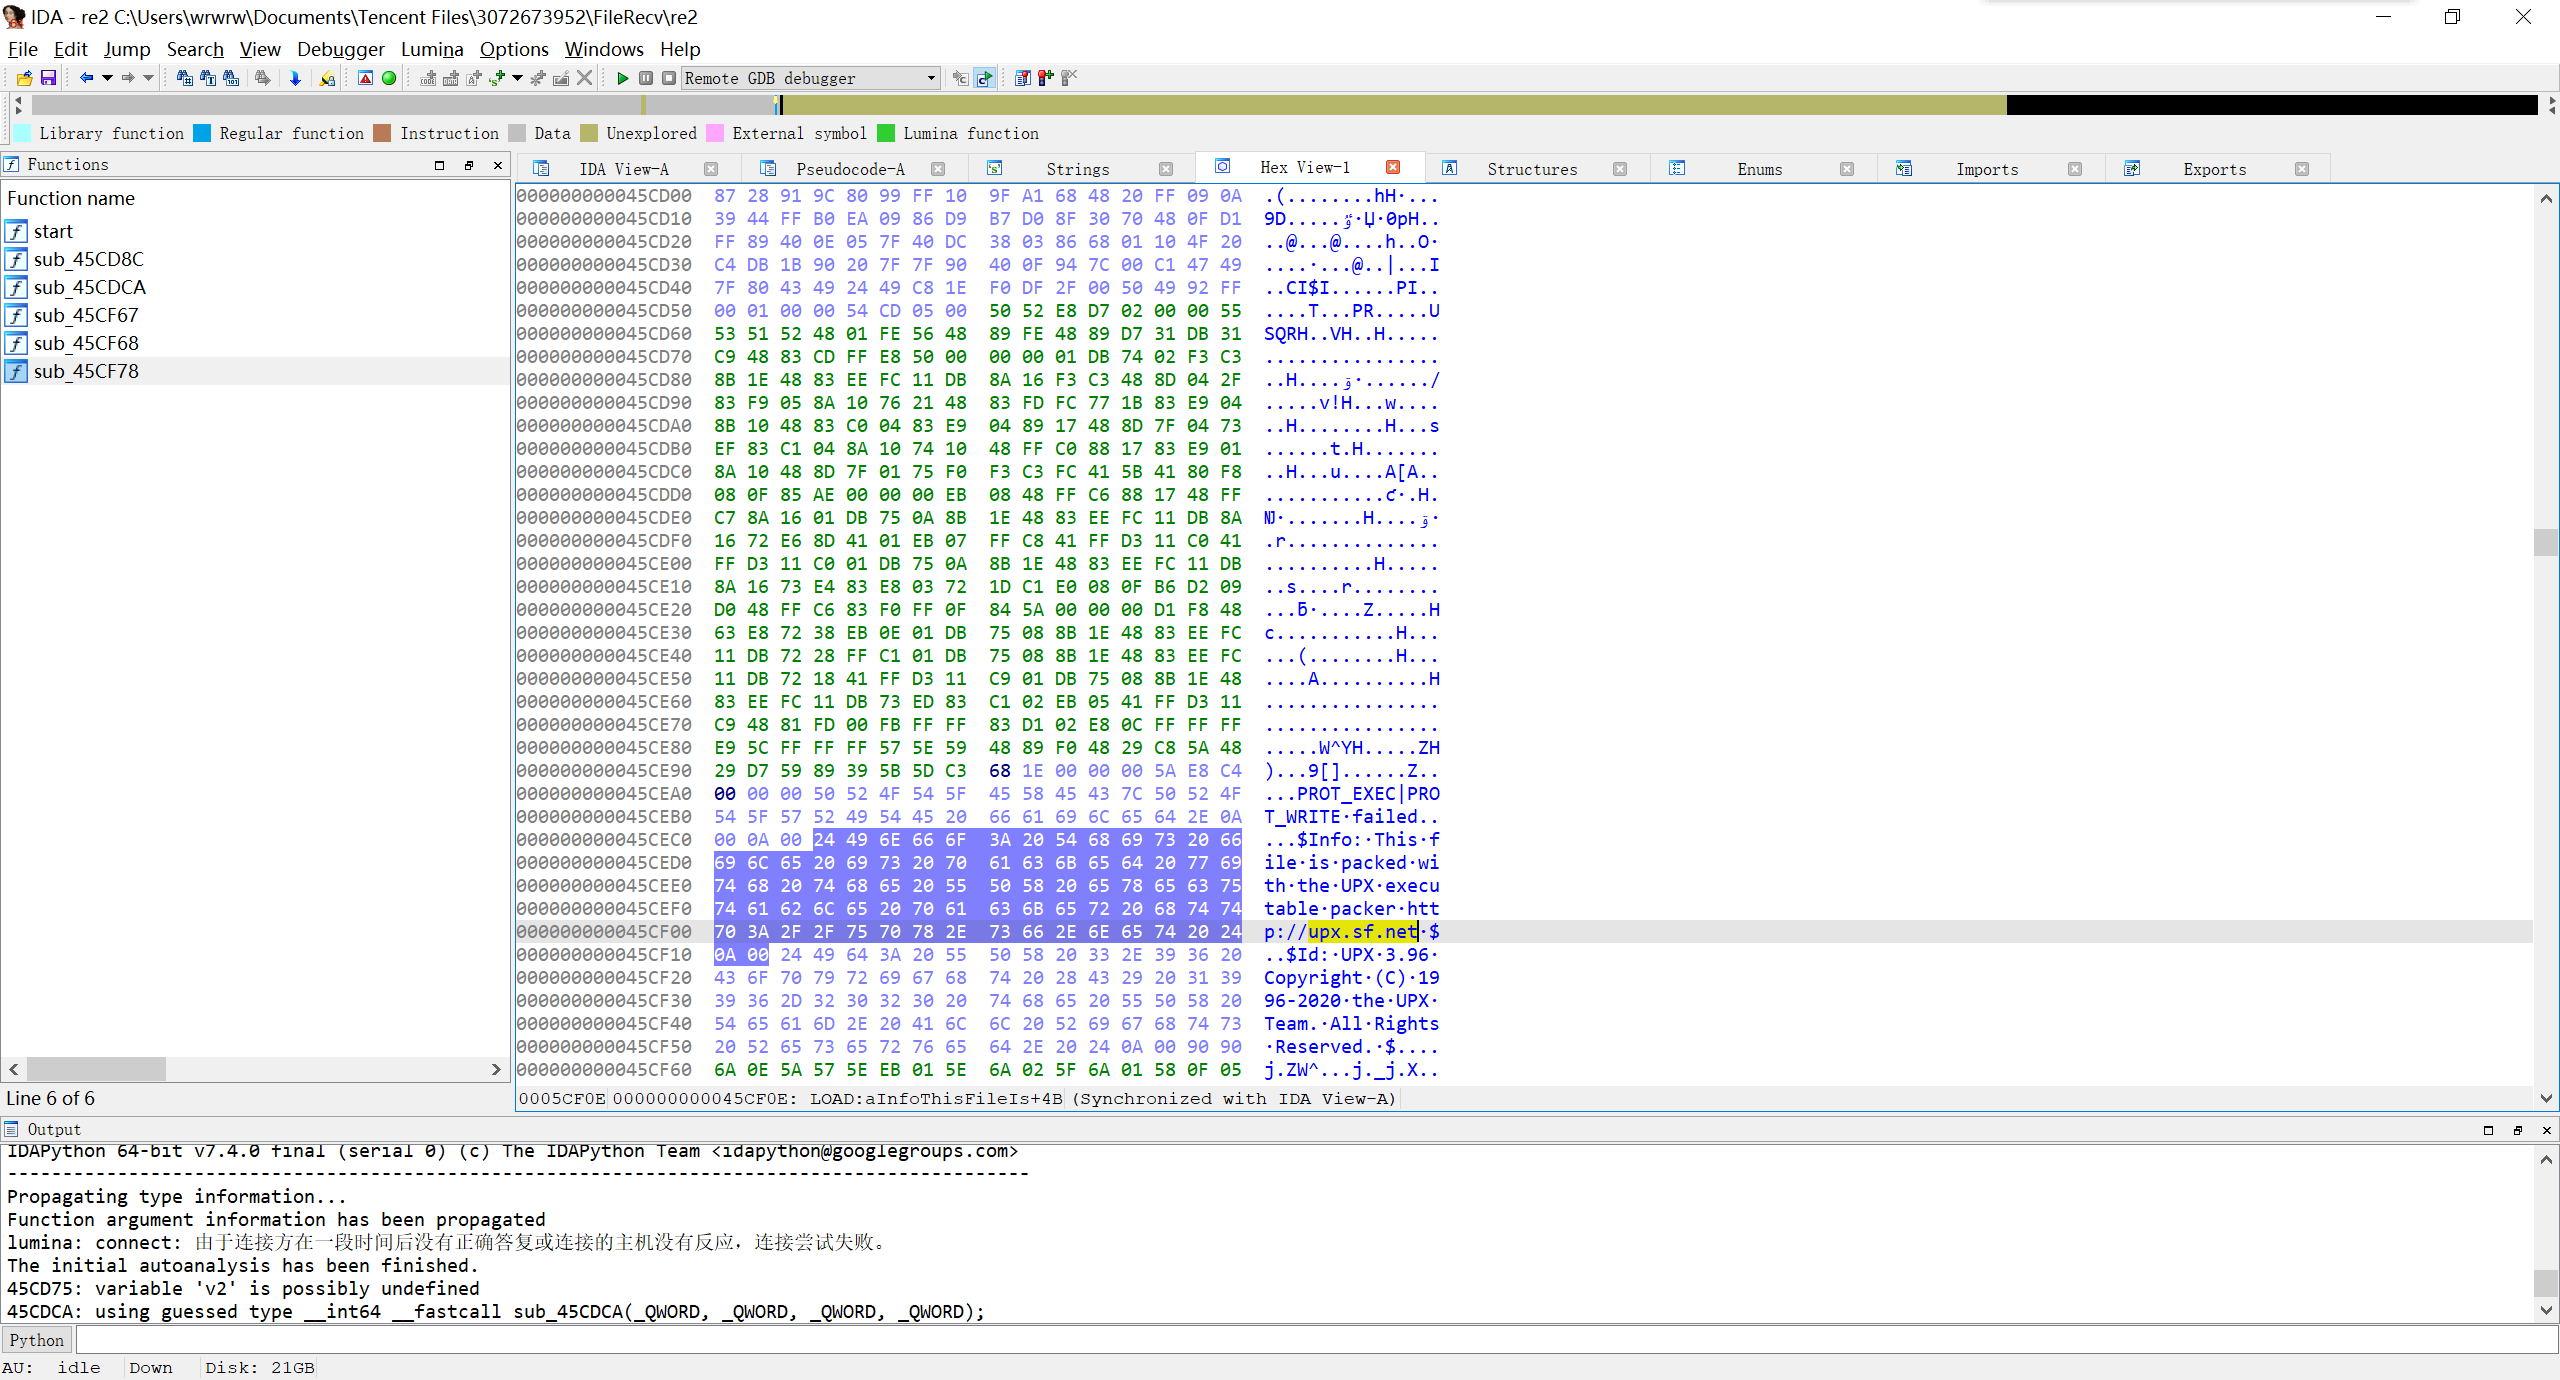 IDA - re2 C:\Users\wrwrw\Documents\Tencent Files\3072673952\FileRecv\re2
File Edit Jump Search View Debugger Lumina Options Windows Help
Remote GDB debugger
Library function Regular function Instruction Data Unexplored External symbol Lumina function
Functions
Function name
start
sub_45CD8C
sub_45CDCA
sub_45CF67
sub_45CF68
sub_45CF78
Line 6 of 6
IDA View-A Pseudocode-A Strings Hex View-1 Structures Enums Imports Exports
000000000045CD00 87 28 91 9C 80 99 FF 10 9F A1 68 48 20 FF 09 0A .(........hH·...
000000000045CD10 39 44 FF B0 EA 09 86 D9 B7 D0 8F 30 70 48 0F D1
000000000045CD20 FF 89 40 0E 05 7F 40 DC 38 03 86 68 01 10 4F 20 ..@...@....h..O·
000000000045CD30 C4 DB 1B 90 20 7F 7F 90 40 0F 94 7C 00 C1 47 49 ....·...@..|...I
000000000045CD40 7F 80 43 49 24 49 C8 1E F0 DF 2F 00 50 49 92 FF ..CI$I......PI..
000000000045CD50 00 01 00 00 54 CD 05 00 50 52 E8 D7 02 00 00 55 ....T...PR.....U
000000000045CD60 53 51 52 48 01 FE 56 48 89 FE 48 89 D7 31 DB 31 SQRH..VH..H.....
000000000045CD70 C9 48 83 CD FF E8 50 00 00 00 01 DB 74 02 F3 C3 ................
000000000045CD80 8B 1E 48 83 EE FC 11 DB 8A 16 F3 C3 48 8D 04 2F
000000000045CD90 83 F9 05 8A 10 76 21 48 83 FD FC 77 1B 83 E9 04 .....v!H...w....
000000000045CDA0 8B 10 48 83 C0 04 83 E9 04 89 17 48 8D 7F 04 73 ..H........H...s
000000000045CDB0 EF 83 C1 04 8A 10 74 10 48 FF C0 88 17 83 E9 01 ......t.H.......
000000000045CDC0 8A 10 48 8D 7F 01 75 F0 F3 C3 FC 41 5B 41 80 F8 ..H...u....A[A..
000000000045CDD0 08 0F 85 AE 00 00 00 EB 08 48 FF C6 88 17 48 FF
000000000045CDE0 C7 8A 16 01 DB 75 0A 8B 1E 48 83 EE FC 11 DB 8A
000000000045CDF0 16 72 E6 8D 41 01 EB 07 FF C8 41 FF D3 11 C0 41 .r..............
000000000045CE00 FF D3 11 C0 01 DB 75 0A 8B 1E 48 83 EE FC 11 DB ..........H.....
000000000045CE10 8A 16 73 E4 83 E8 03 72 1D C1 E0 08 0F B6 D2 09 ..s....r........
000000000045CE20 D0 48 FF C6 83 F0 FF 0F 84 5A 00 00 00 D1 F8 48
000000000045CE30 63 E8 72 38 EB 0E 01 DB 75 08 8B 1E 48 83 EE FC c...........H...
000000000045CE40 11 DB 72 28 FF C1 01 DB 75 08 8B 1E 48 83 EE FC ...(........H...
000000000045CE50 11 DB 72 18 41 FF D3 11 C9 01 DB 75 08 8B 1E 48 ....A..........H
000000000045CE60 83 EE FC 11 DB 73 ED 83 C1 02 EB 05 41 FF D3 11 ................
000000000045CE70 C9 48 81 FD 00 FB FF FF 83 D1 02 E8 0C FF FF FF ................
000000000045CE80 E9 5C FF FF FF 57 5E 59 48 89 F0 48 29 C8 5A 48 .....W^YH.....ZH
000000000045CE90 29 D7 59 89 39 5B 5D C3 68 1E 00 00 00 5A E8 C4 )...9[]......Z..
000000000045CEA0 00 00 00 50 52 4F 54 5F 45 58 45 43 7C 50 52 4F ...PROT_EXEC|PRO
000000000045CEB0 54 5F 57 52 49 54 45 20 66 61 69 6C 65 64 2E 0A T_WRITE·failed..
000000000045CEC0 00 0A 00 24 49 6E 66 6F 3A 20 54 68 69 73 20 66 ...$Info:·This·f
000000000045CED0 69 6C 65 20 69 73 20 70 61 63 6B 65 64 20 77 69 ile·is·packed·wi
000000000045CEE0 74 68 20 74 68 65 20 55 50 58 20 65 78 65 63 75 th·the·UPX·execu
000000000045CEF0 74 61 62 6C 65 20 70 61 63 6B 65 72 20 68 74 74 table·packer·htt
000000000045CF00 70 3A 2F 2F 75 70 78 2E 73 66 2E 6E 65 74 20 24 p://upx.sf.net·$
000000000045CF10 0A 00 24 49 64 3A 20 55 50 58 20 33 2E 39 36 20 ..$Id:·UPX·3.96·
000000000045CF20 43 6F 70 79 72 69 67 68 74 20 28 43 29 20 31 39 Copyright·(C)·19
000000000045CF30 39 36 2D 32 30 32 30 20 74 68 65 20 55 50 58 20 96-2020·the·UPX·
000000000045CF40 54 65 61 6D 2E 20 41 6C 6C 20 52 69 67 68 74 73 Team.·All·Rights
000000000045CF50 20 52 65 73 65 72 76 65 64 2E 20 24 0A 00 90 90 ·Reserved.·$....
000000000045CF60 6A 0E 5A 57 5E EB 01 5E 6A 02 5F 6A 01 58 0F 05 j.ZW^...j._j.X..
0005CF0E 000000000045CF0E: LOAD:aInfoThisFileIs+4B (Synchronized with IDA View-A)
Output
IDAPython 64-bit v7.4.0 final (serial 0) (c) The IDAPython Team <idapython@googlegroups.com>
---------------------------------------------------------------------------------------------
Propagating type information...
Function argument information has been propagated
lumina: connect: 由于连接方在一段时间后没有正确答复或连接的主机没有反应，连接尝试失败。
The initial autoanalysis has been finished.
45CD75: variable 'v2' is possibly undefined
45CDCA: using guessed type __int64 __fastcall sub_45CDCA(_QWORD, _QWORD, _QWORD, _QWORD);
Python
AU: idle Down Disk: 21GB